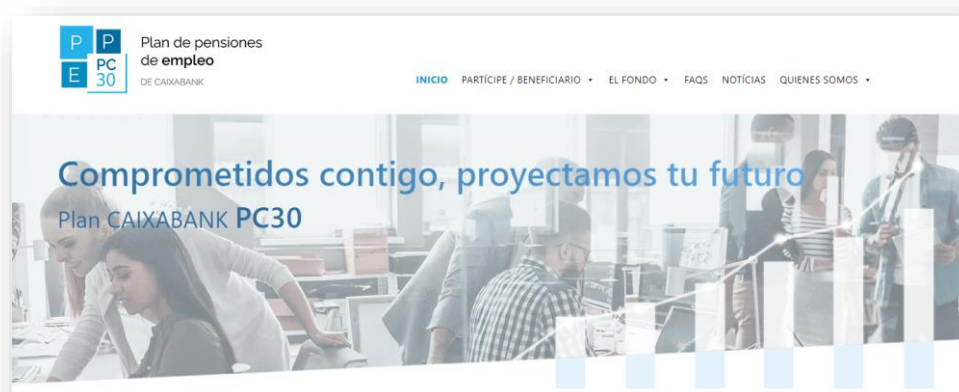 P P
E PC
30
Plan de pensiones
de empleo
DE CAIXABANK
INICIO PARTÍCIPE / BENEFICIARIO EL FONDO FAQS NOTÍCIAS QUIENES SOMOS
Comprometidos contigo, proyectamos tu futuro
Plan CAIXABANK PC30